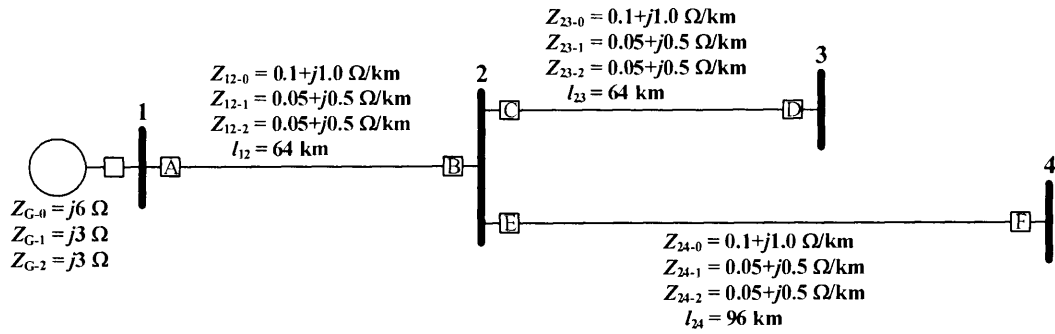 Z23-0 = 0.1+j1.0 Ω/km
Z23-1 = 0.05+j0.5 Ω/km
Z23-2 = 0.05+j0.5 Ω/km
l23 = 64 km
3
Z12-0 = 0.1+j1.0 Ω/km
Z12-1 = 0.05+j0.5 Ω/km
Z12-2 = 0.05+j0.5 Ω/km
l12 = 64 km
2
1
C
D
A
B
4
E
F
ZG-0 = j6 Ω
ZG-1 = j3 Ω
ZG-2 = j3 Ω
Z24-0 = 0.1+j1.0 Ω/km
Z24-1 = 0.05+j0.5 Ω/km
Z24-2 = 0.05+j0.5 Ω/km
l24 = 96 km